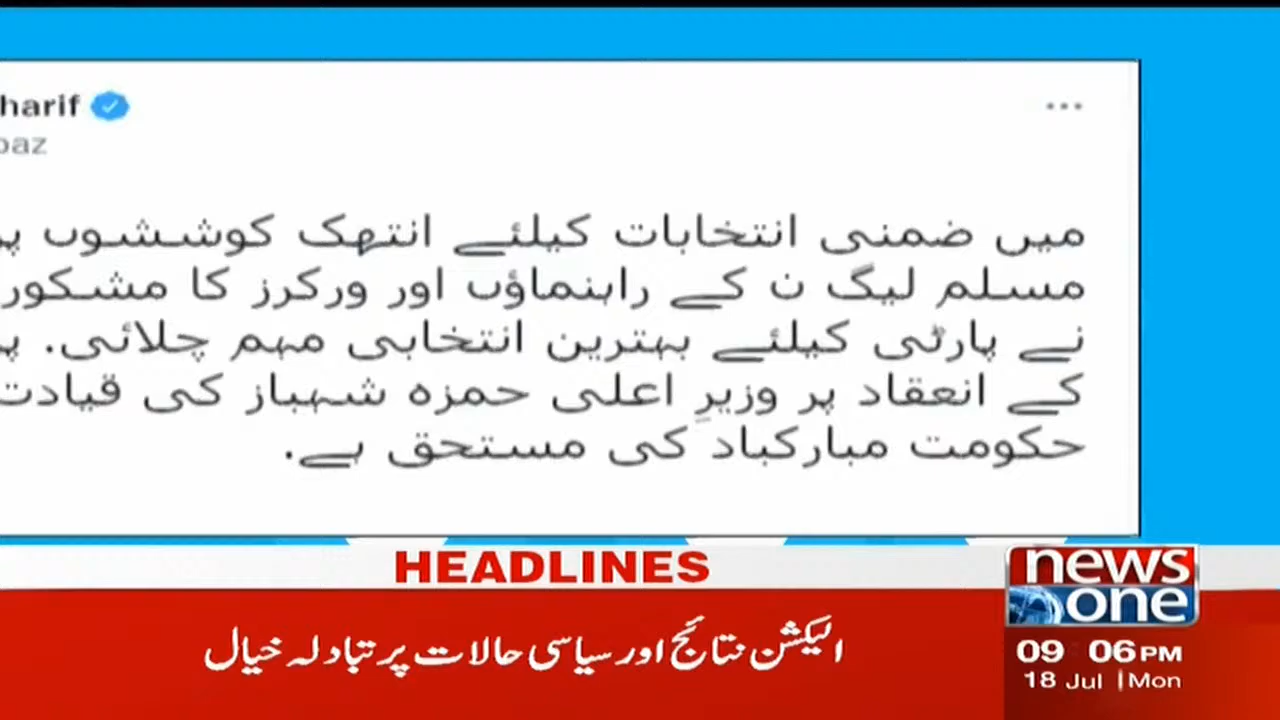 harif
baz
میں ضمنی انتخابات کیلئے انتھک کوششوں پر
مسلم لیگ ن کے راہنماؤں اور ورکرز کا مشکور
نے پارٹی کیلئے بہترین انتخابی مہم چلائی.
کے انعقاد پر وزیرِ اعلی حمزہ شہباز کی قیادت
حکومت مبارکباد کی مستحق ہے.
HEADLINES
الیکشن نتائج اور سیاسی حالات پر تبادلہ خیال
news
one
09 06 PM
18 Jul | Mon